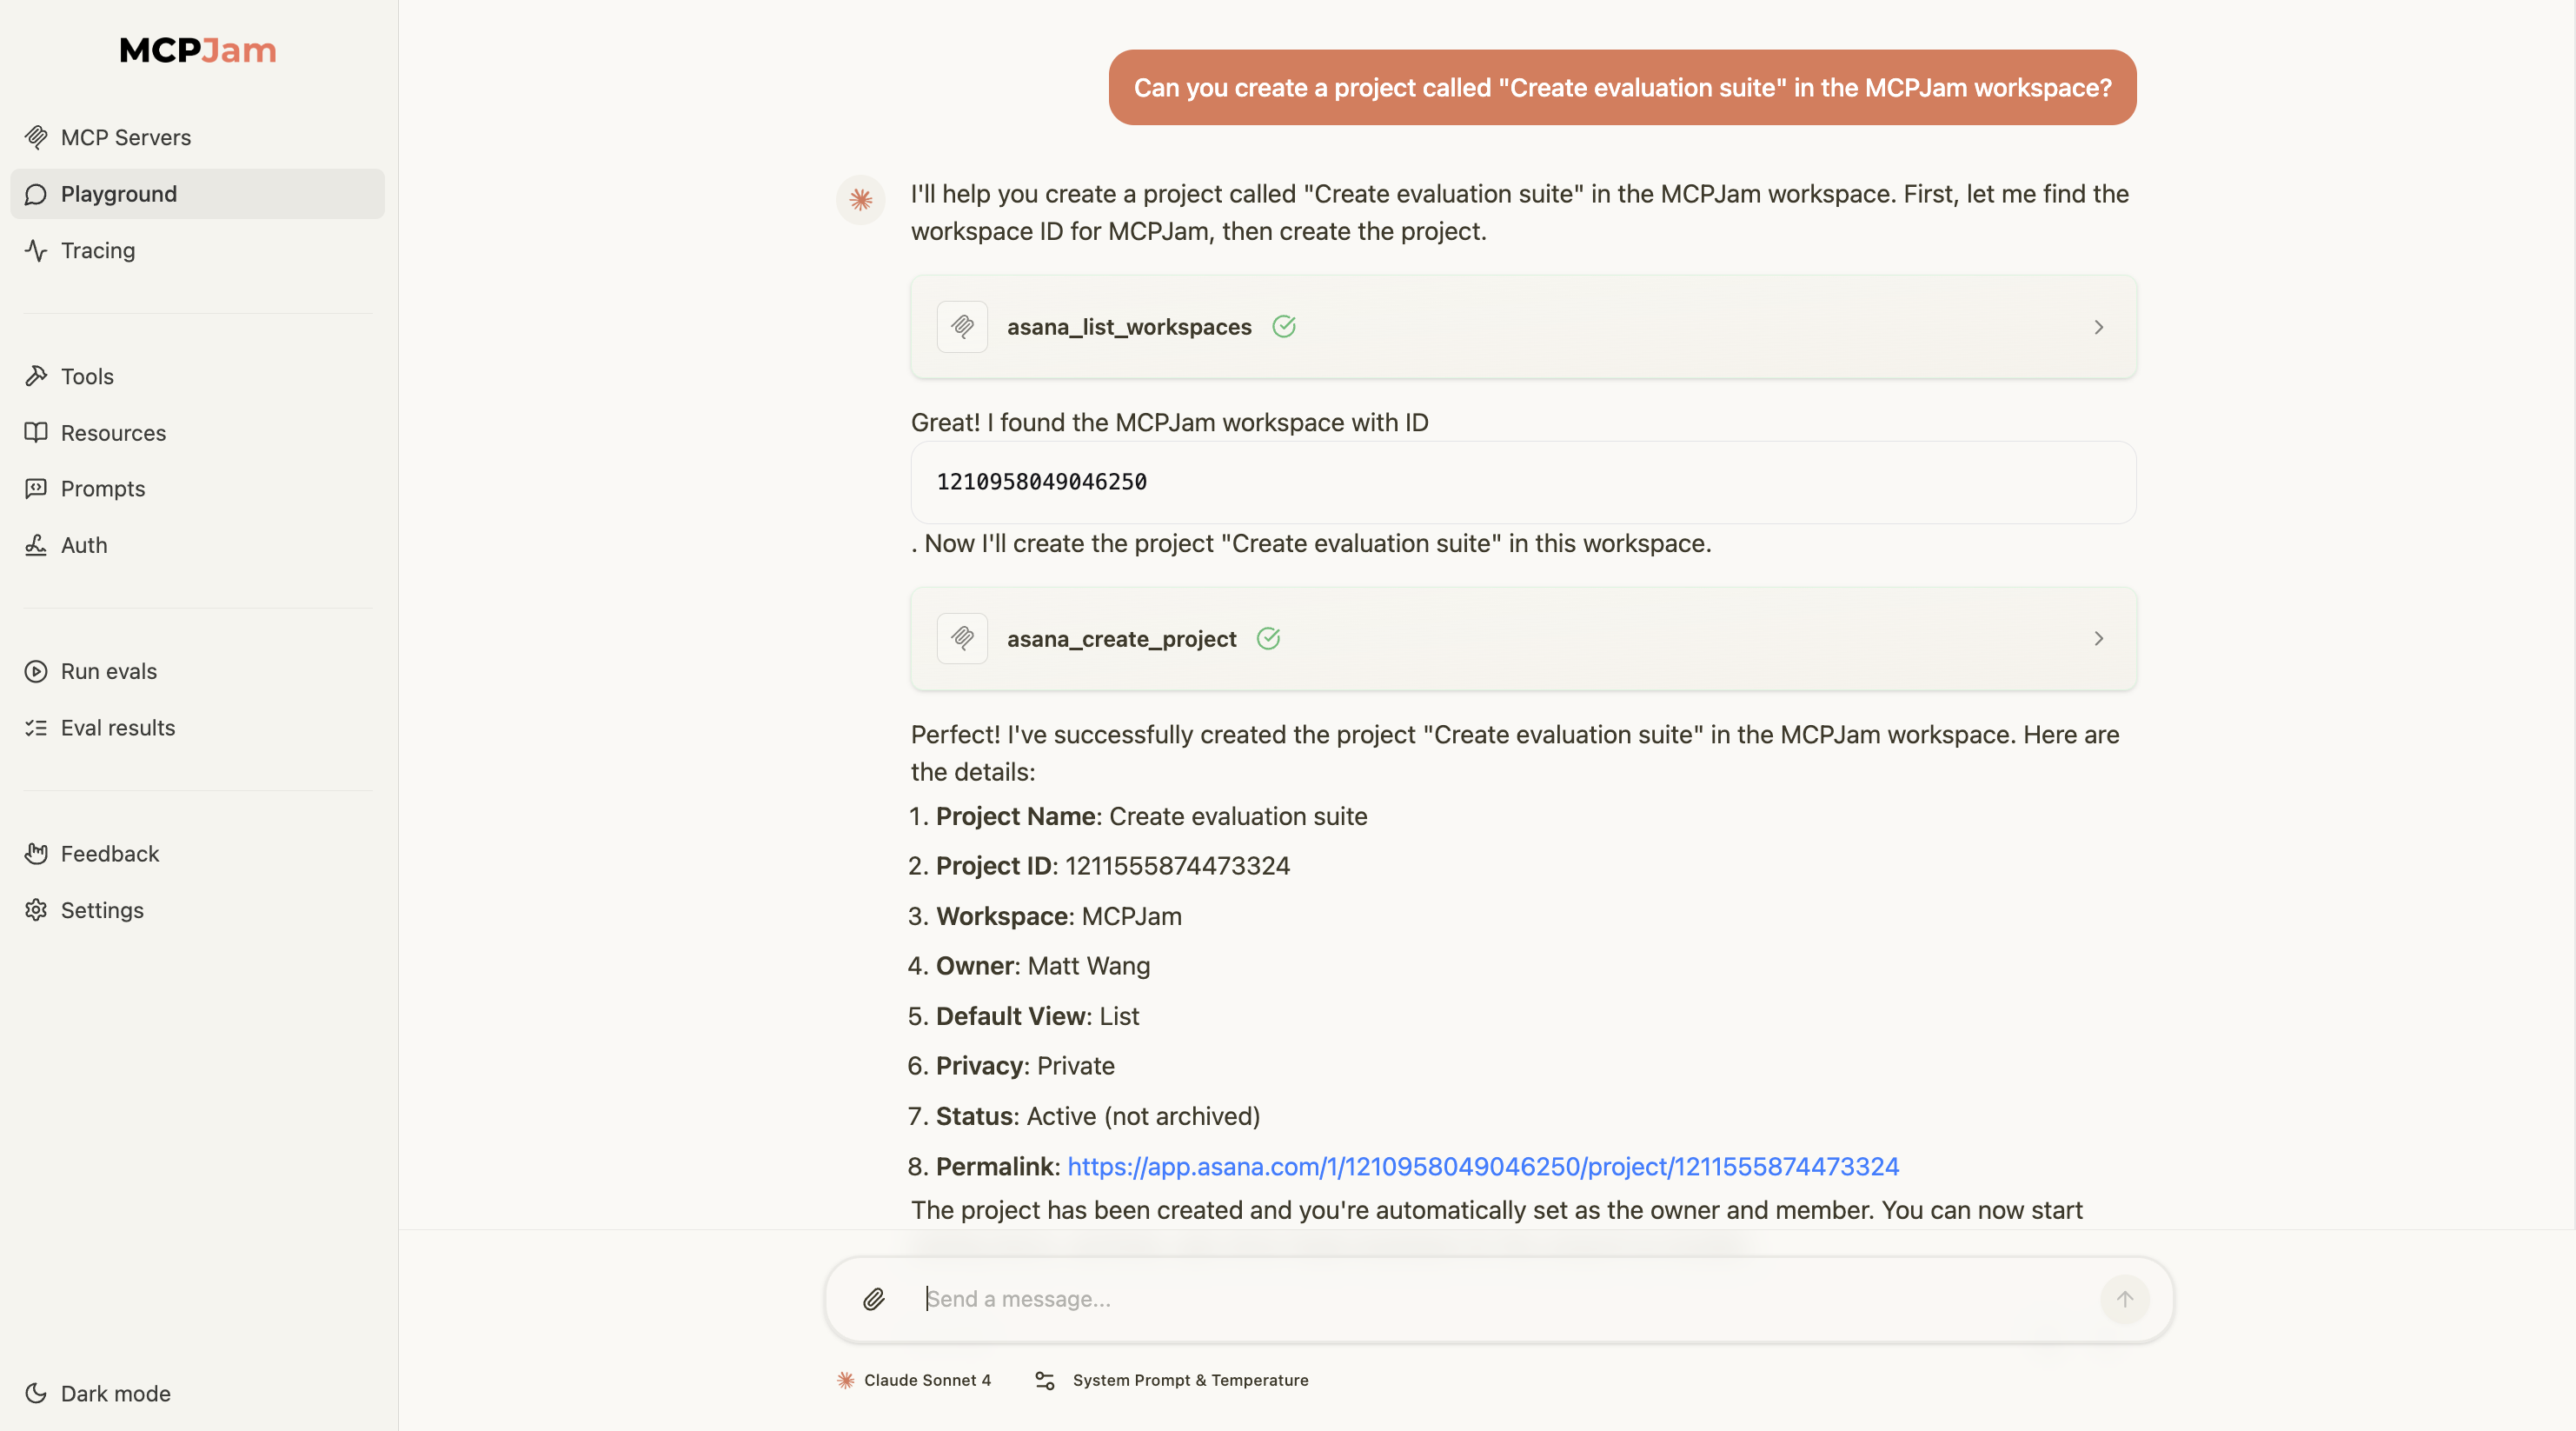 MCPJam
MCP Servers
Playground
Tracing
Tools
Resources
Prompts
Auth
Run evals
Eval results
Feedback
Settings
Dark mode
Can you create a project called "Create evaluation suite" in the MCPJam workspace?
I'll help you create a project called "Create evaluation suite" in the MCPJam workspace. First, let me find the
workspace ID for MCPJam, then create the project.
asana_list_workspaces
Great! I found the MCPJam workspace with ID
1210958049046250
. Now I'll create the project "Create evaluation suite" in this workspace.
asana_create_project
Perfect! I've successfully created the project "Create evaluation suite" in the MCPJam workspace. Here are
the details:
1. Project Name: Create evaluation suite
2. Project ID: 1211555874473324
3. Workspace: MCPJam
4. Owner: Matt Wang
5. Default View: List
6. Privacy: Private
7. Status: Active (not archived)
8. Permalink: https://app.asana.com/1/1210958049046250/project/1211555874473324
The project has been created and you're automatically set as the owner and member. You can now start
Send a message...
Claude Sonnet 4
System Prompt & Temperature